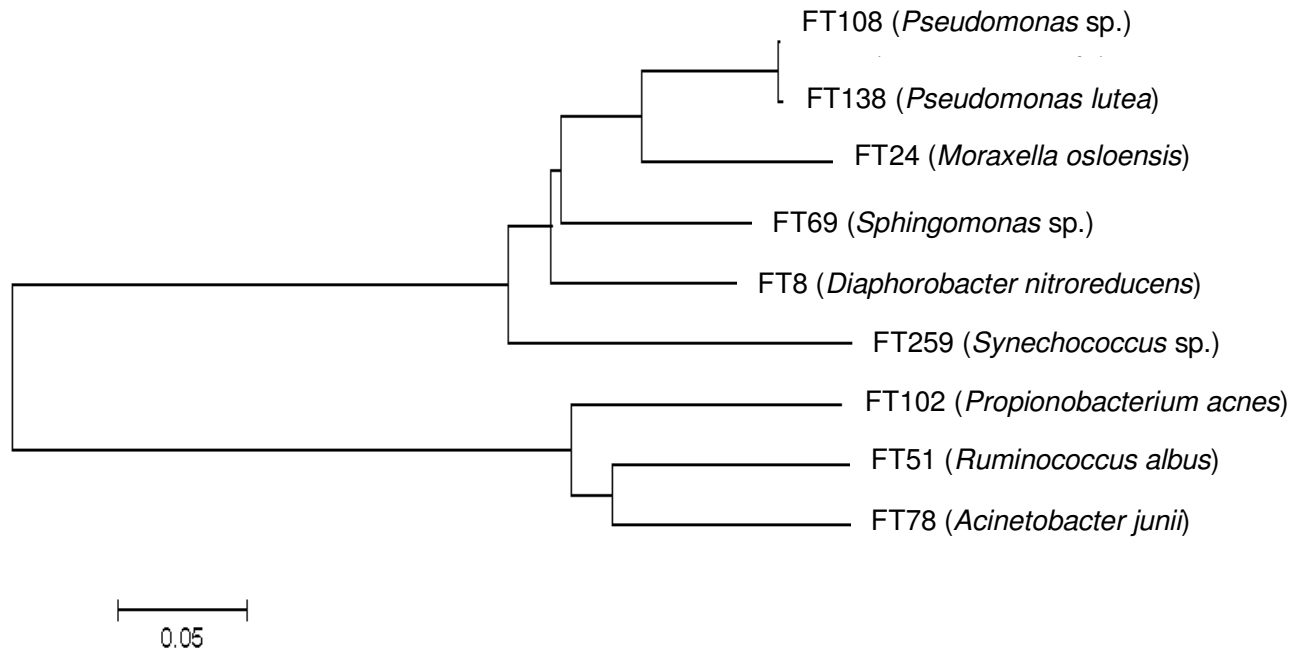 FT108 (Pseudomonas sp.)
FT138 (Pseudomonas lutea)
FT24 (Moraxella osloensis)
FT69 (Sphingomonas sp.)
FT8 (Diaphorobacter nitroreducens)
FT259 (Synechococcus sp.)
FT102 (Propionobacterium acnes)
FT51 (Ruminococcus albus)
FT78 (Acinetobacter junii)
0.05